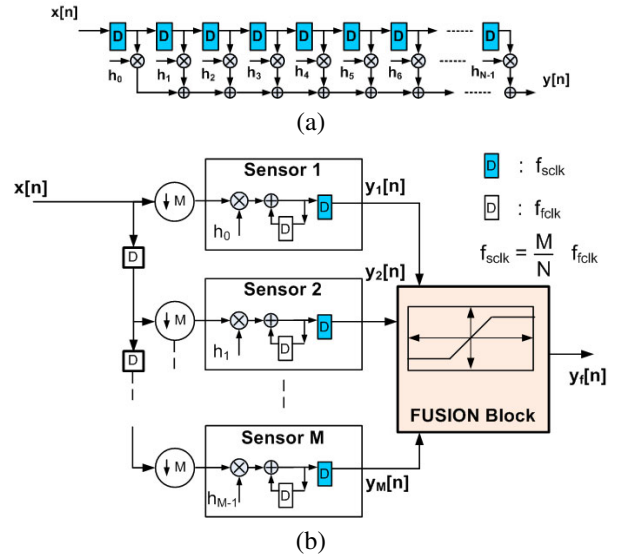 x[n]
D D D D D D D D
h0 h1 h2 h3 h4 h5 h6 hN-1 y[n]
(a)
x[n]
D
D
↓ M
Sensor 1
h0
D
D
y1[n]
↓ M
Sensor 2
h1
D
D
y2[n]
↓ M
Sensor M
hM-1
D
D
yM[n]
D : fsclk
D : ffclk
fsclk = M/N ffclk
FUSION Block
yf[n]
(b)